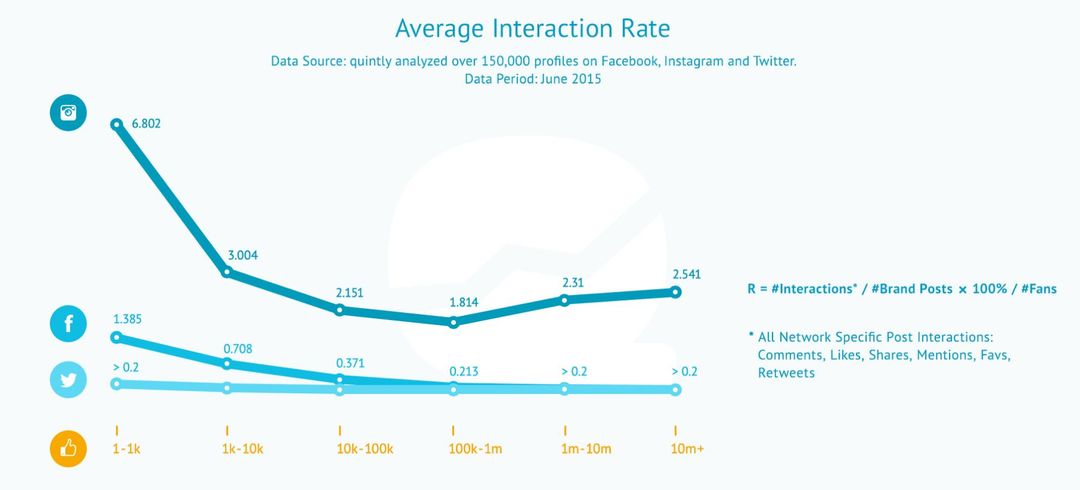 Average Interaction Rate
Data Source: quintly analyzed over 150,000 profiles on Facebook, Instagram and Twitter.
Data Period: June 2015
6.802
3.004
2.151
1.814
2.31
2.541
R = #Interactions* / #Brand Posts × 100% / #Fans
1.385
0.708
0.371
0.213
> 0.2
> 0.2
> 0.2
* All Network Specific Post Interactions:
Comments, Likes, Shares, Mentions, Favs,
Retweets
1-1k
1k-10k
10k-100k
100k-1m
1m-10m
10m+